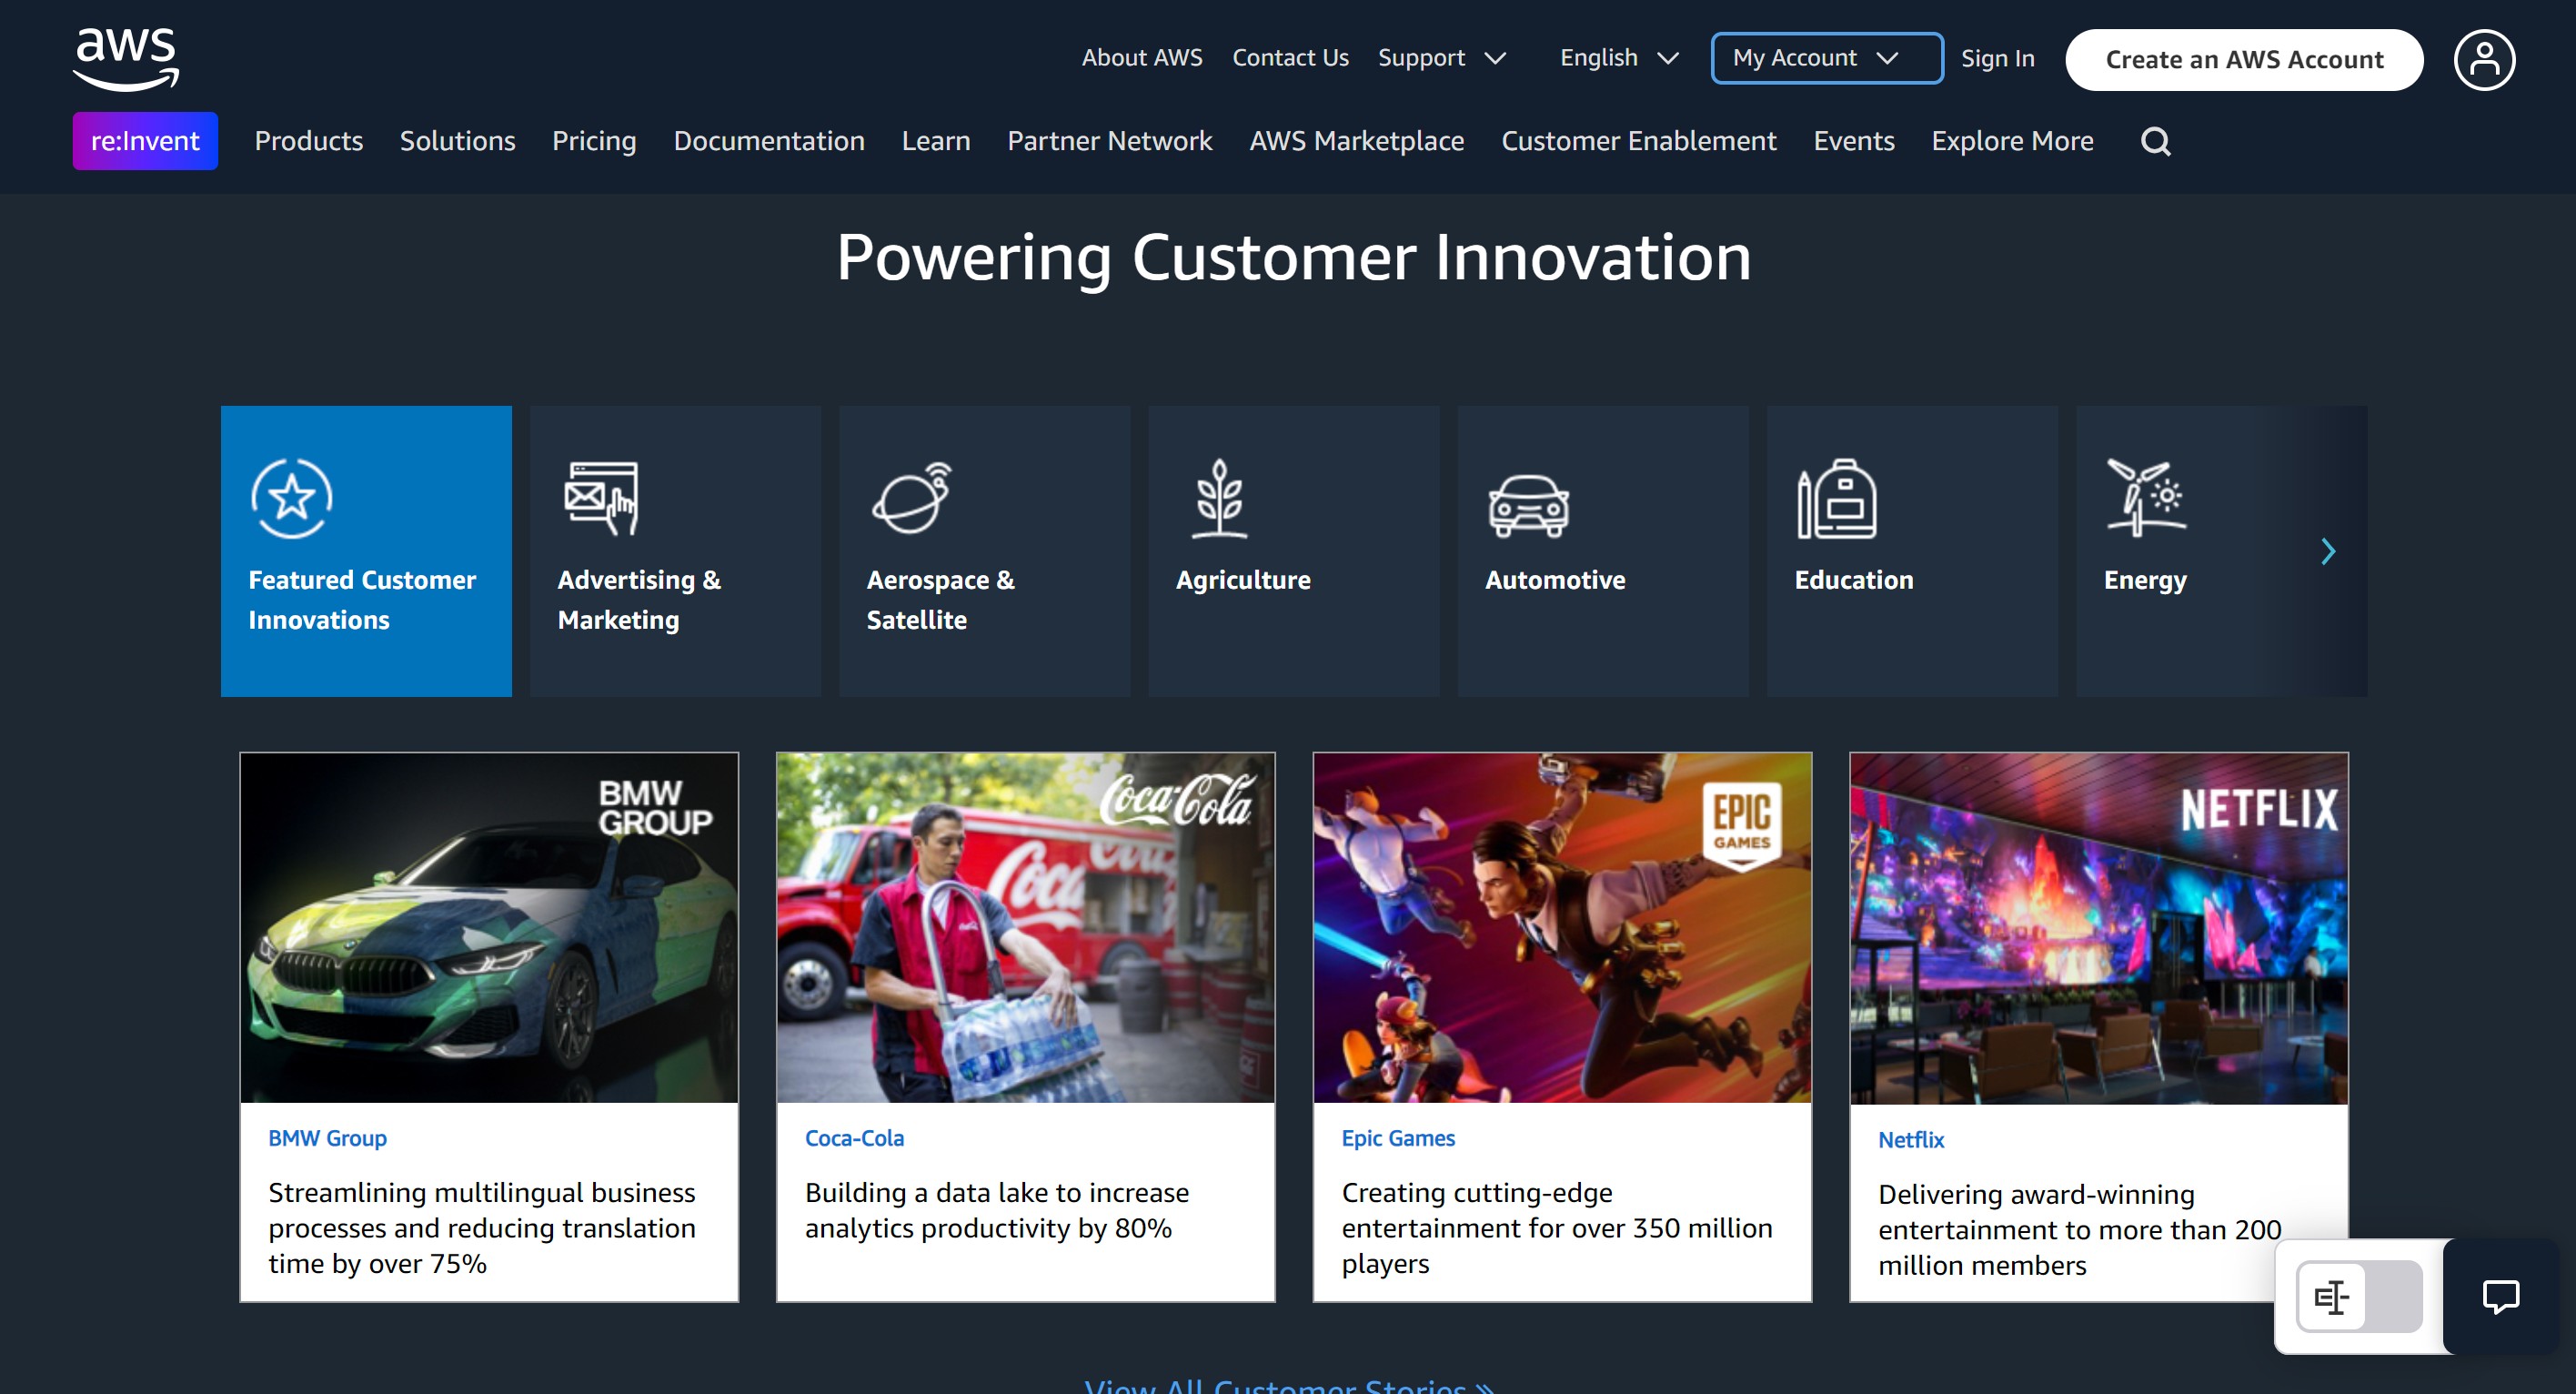 aws
About AWS Contact Us Support English My Account Sign In Create an AWS Account
re:Invent Products Solutions Pricing Documentation Learn Partner Network AWS Marketplace Customer Enablement Events Explore More
Powering Customer Innovation
Featured Customer
Innovations
Advertising &
Marketing
Aerospace &
Satellite
Agriculture
Automotive
Education
Energy
BMW
GROUP
Coca-Cola
Coca
EPIC
GAMES
NETFLIX
BMW Group
Streamlining multilingual business
processes and reducing translation
time by over 75%
Coca-Cola
Building a data lake to increase
analytics productivity by 80%
Epic Games
Creating cutting-edge
entertainment for over 350 million
players
Netflix
Delivering award-winning
entertainment to more than 200
million members
View All Customer Stories »